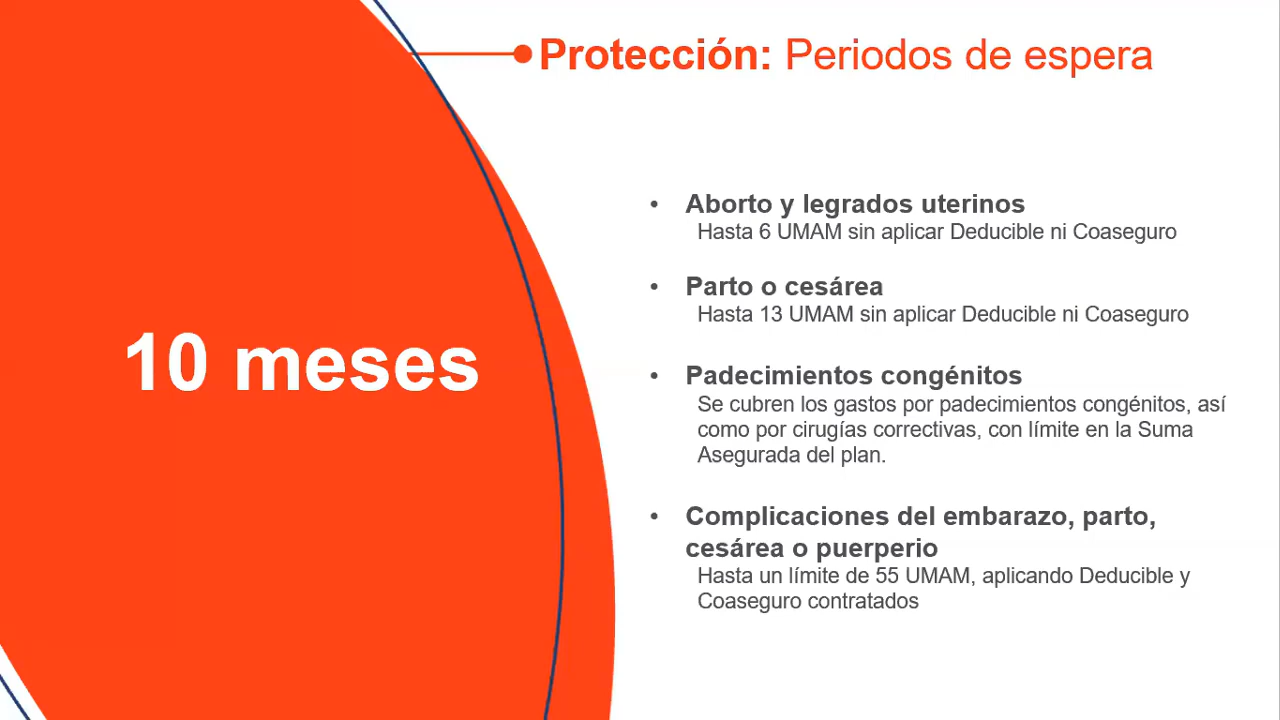 Protección: Periodos de espera
10 meses
• Aborto y legrados uterinos
Hasta 6 UMAM sin aplicar Deducible ni Coaseguro
• Parto o cesárea
Hasta 13 UMAM sin aplicar Deducible ni Coaseguro
• Padecimientos congénitos
Se cubren los gastos por padecimientos congénitos, así
como por cirugías correctivas, con límite en la Suma
Asegurada del plan.
• Complicaciones del embarazo, parto,
cesárea o puerperio
Hasta un límite de 55 UMAM, aplicando Deducible y
Coaseguro contratados